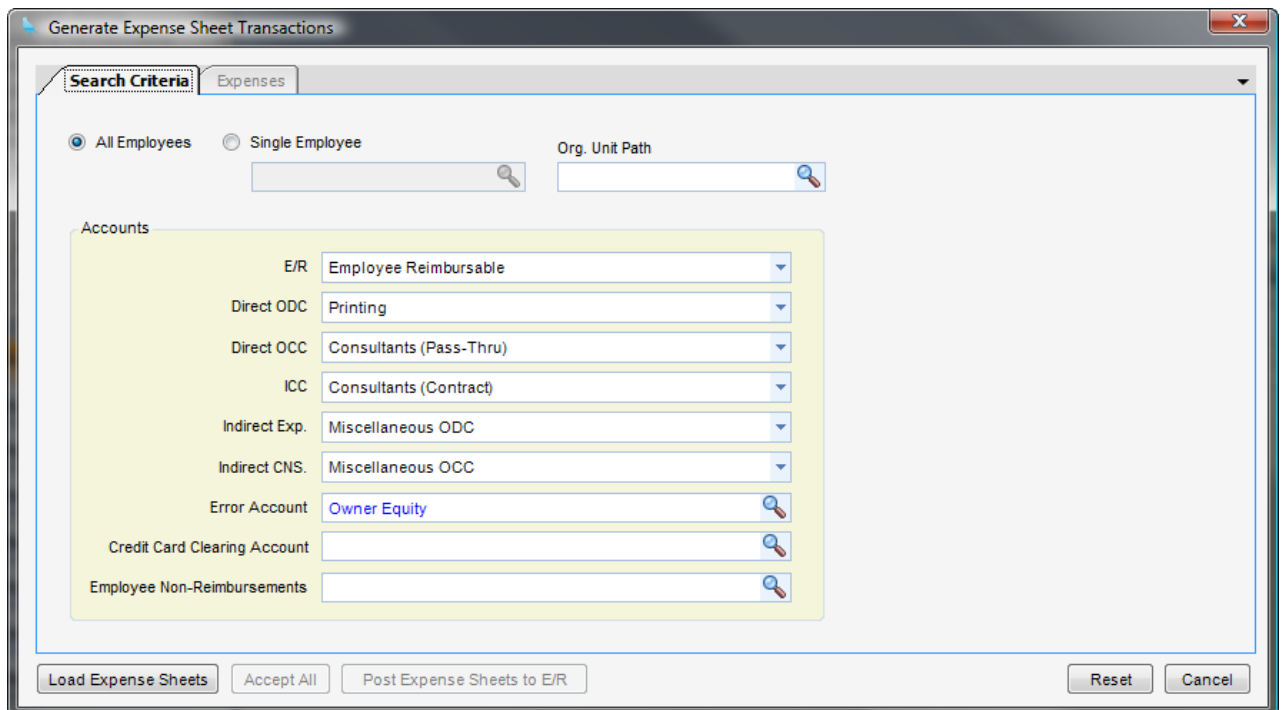 Generate Expense Sheet Transactions
Search Criteria Expenses
All Employees Single Employee Org. Unit Path
Accounts
E/R Employee Reimbursable
Direct ODC Printing
Direct OCC Consultants (Pass-Thru)
ICC Consultants (Contract)
Indirect Exp. Miscellaneous ODC
Indirect CNS. Miscellaneous OCC
Error Account Owner Equity
Credit Card Clearing Account
Employee Non-Reimbursements
Load Expense Sheets Accept All Post Expense Sheets to E/R Reset Cancel